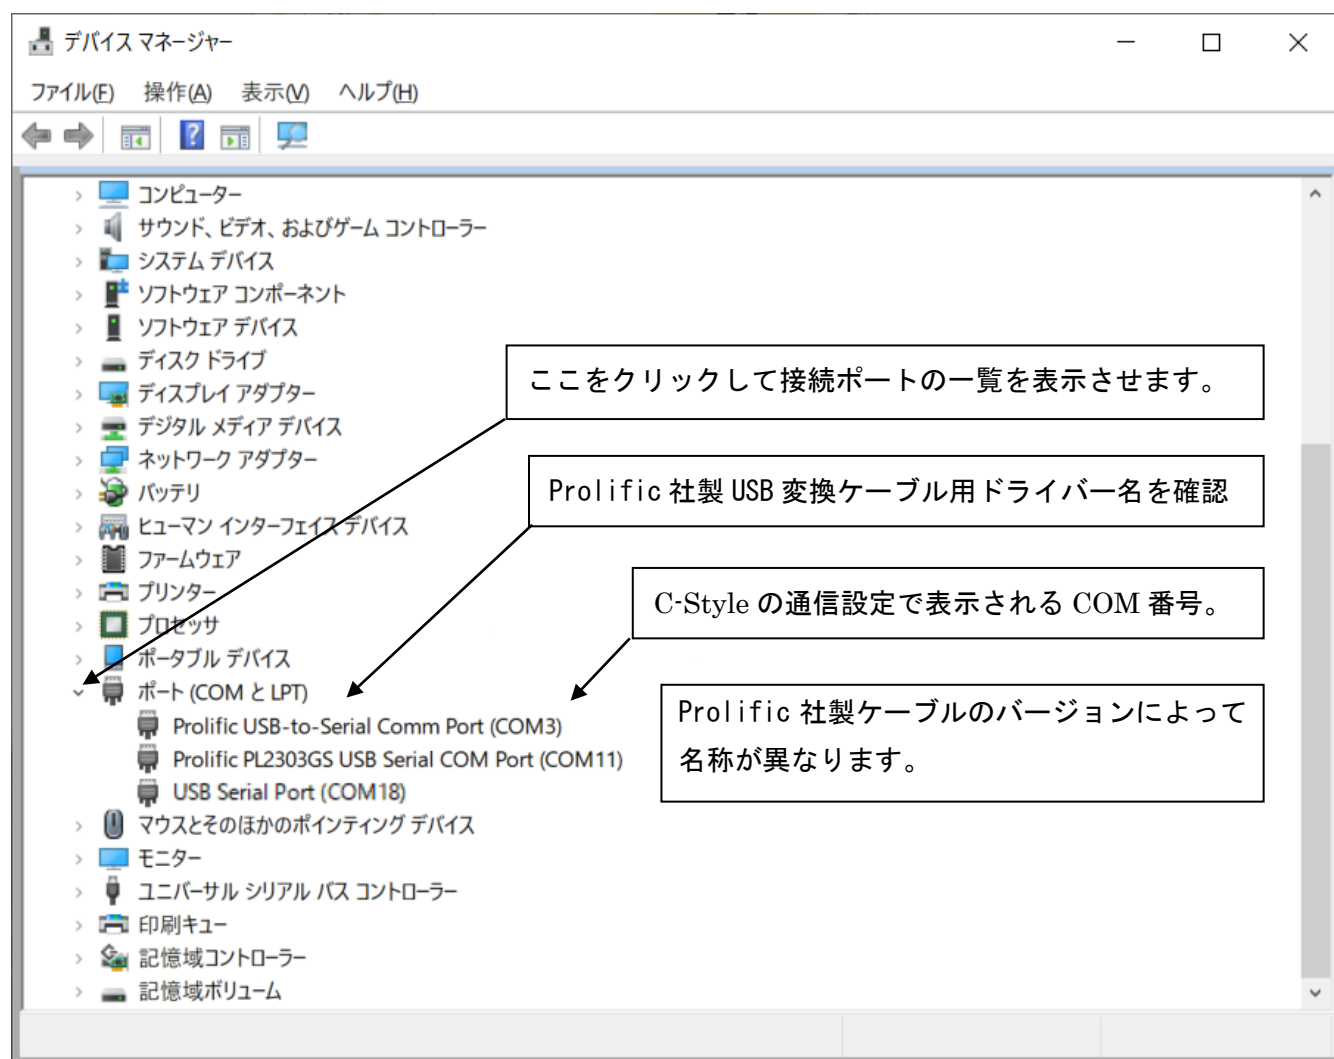 デバイス マネージャー
ファイル(F) 操作(A) 表示(V) ヘルプ(H)
コンピューター
サウンド、ビデオ、およびゲーム コントローラー
システム デバイス
ソフトウェア コンポーネント
ソフトウェア デバイス
ディスク ドライブ
ここをクリックして接続ポートの一覧を表示させます。
ディスプレイ アダプター
デジタル メディア デバイス
ネットワーク アダプター
バッテリ
Prolific 社製 USB 変換ケーブル用ドライバー名を確認
ヒューマン インターフェイス デバイス
ファームウェア
プリンター
C-Style の通信設定で表示される COM 番号。
プロセッサ
ポータブル デバイス
ポート (COM と LPT)
Prolific USB-to-Serial Comm Port (COM3)
Prolific PL2303GS USB Serial COM Port (COM11)
USB Serial Port (COM18)
Prolific 社製ケーブルのバージョンによって
名称が異なります。
マウスとそのほかのポインティング デバイス
モニター
ユニバーサル シリアル バス コントローラー
印刷キュー
記憶域コントローラー
記憶域ボリューム